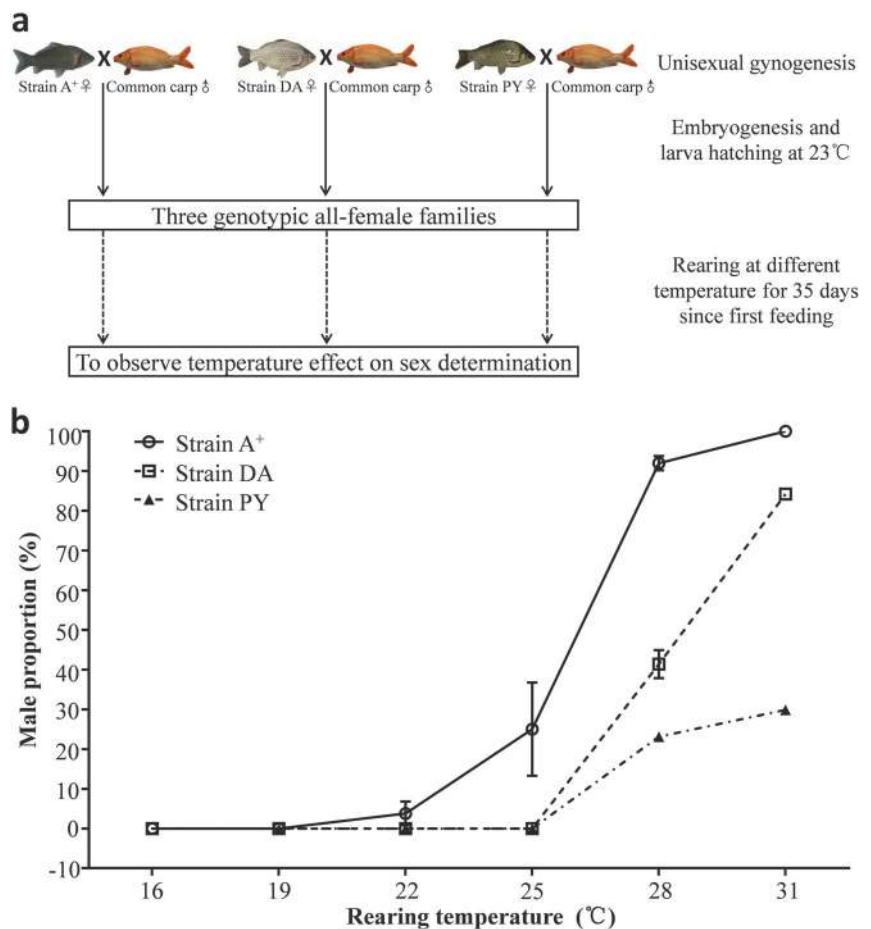 a
X X X
Strain A⁺♀ Common carp♂ Strain DA♀ Common carp♂ Strain PY♀ Common carp♂
Unisexual gynogenesis
Embryogenesis and
larva hatching at 23℃
Three genotypic all-female families
Rearing at different
temperature for 35 days
since first feeding
To observe temperature effect on sex determination
b
Strain A⁺
Strain DA
Strain PY
Male proportion (%)
100
90
80
70
60
50
40
30
20
10
0
-10
16 19 22 25 28 31
Rearing temperature (℃)